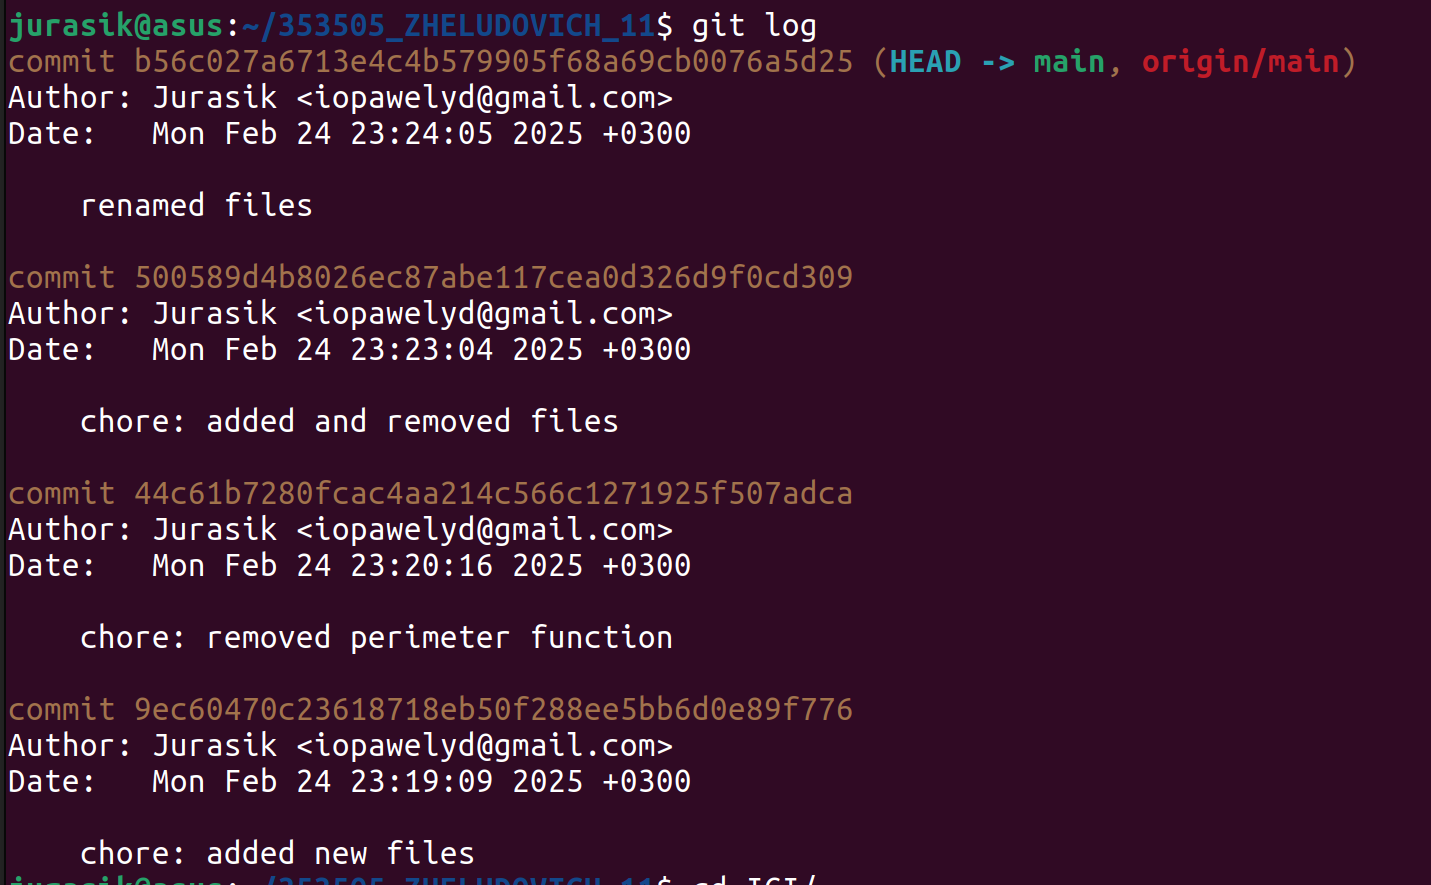 jurasik@asus:~/353505_ZHELUDOVICH_11$ git log
commit b56c027a6713e4c4b579905f68a69cb0076a5d25 (HEAD -> main, origin/main)
Author: Jurasik <iopawelyd@gmail.com>
Date:   Mon Feb 24 23:24:05 2025 +0300
renamed files
commit 500589d4b8026ec87abe117cea0d326d9f0cd309
Author: Jurasik <iopawelyd@gmail.com>
Date:   Mon Feb 24 23:23:04 2025 +0300
chore: added and removed files
commit 44c61b7280fcac4aa214c566c1271925f507adca
Author: Jurasik <iopawelyd@gmail.com>
Date:   Mon Feb 24 23:20:16 2025 +0300
chore: removed perimeter function
commit 9ec60470c23618718eb50f288ee5bb6d0e89f776
Author: Jurasik <iopawelyd@gmail.com>
Date:   Mon Feb 24 23:19:09 2025 +0300
chore: added new files
jurasik@asus:~/353505_ZHELUDOVICH_11$ cd